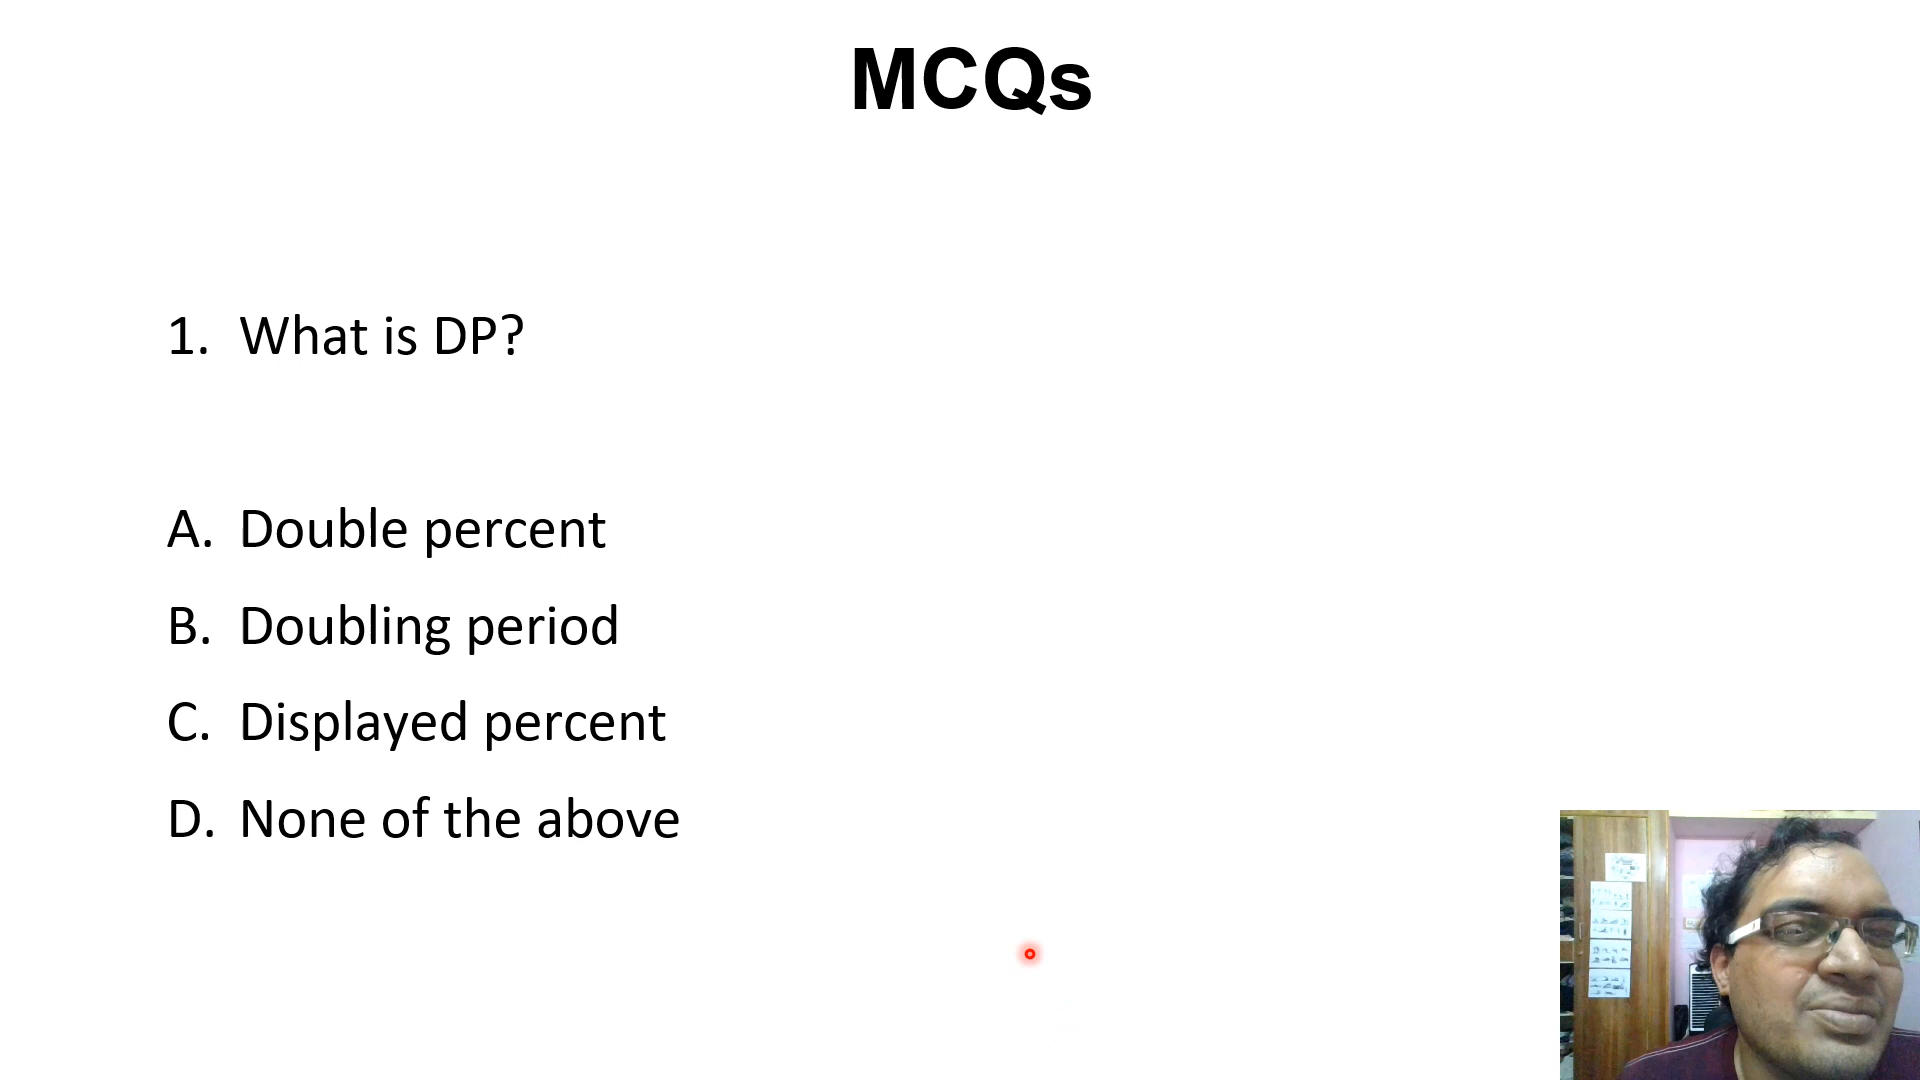 MCQs
1. What is DP?
A. Double percent
B. Doubling period
C. Displayed percent
D. None of the above